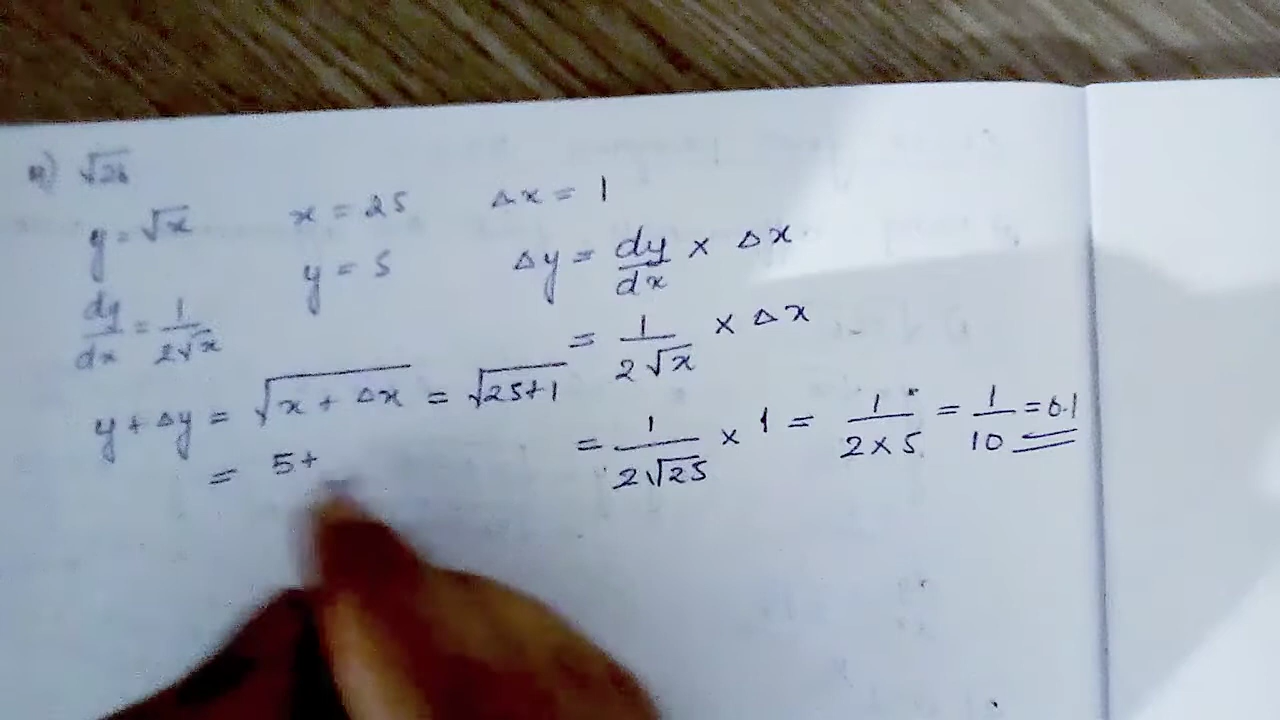 √26
y = √x x = 25 Δx = 1
y = 5 Δy = dy/dx × Δx
dy/dx = 1/2√x = 1/2√x × Δx
y + Δy = √x + Δx = √25+1
= 1/2√25 × 1 = 1/2×5 = 1/10 = 0.1
= 5+